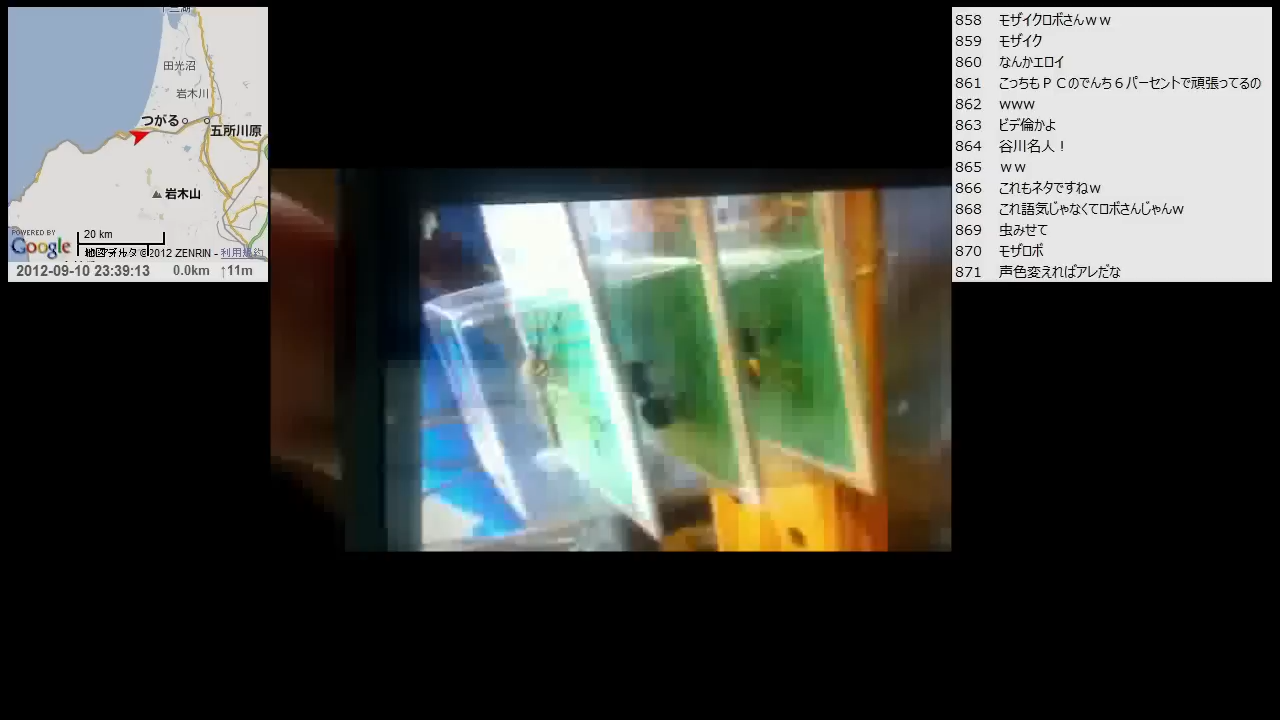 十三湖
田光沼
岩木川
つがる
五所川原
岩木山
20 km
POWERED BY
Google
地図データ ©2012 ZENRIN - 利用規約
2012-09-10 23:39:13 0.0km ↑11m
858 モザイクロボさんｗｗ
859 モザイク
860 なんかエロイ
861 こっちもＰＣのでんち６パーセントで頑張ってるの
862 www
863 ビデ倫かよ
864 谷川名人！
865 ｗｗ
866 これもネタですねｗ
868 これ語気じゃなくてロボさんじゃんｗ
869 虫みせて
870 モザロボ
871 声色変えればアレだな